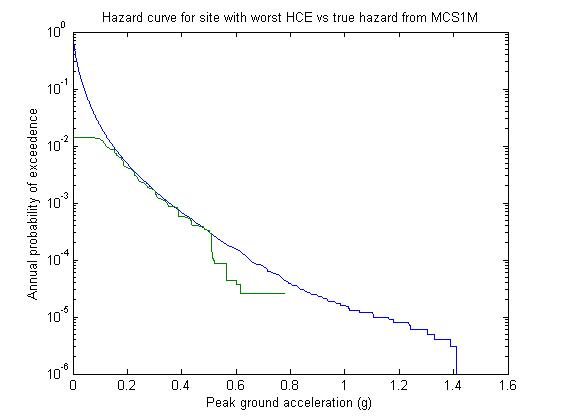 Hazard curve for site with worst HCE vs true hazard from MCS1M
10^0
10^-1
10^-2
10^-3
10^-4
10^-5
10^-6
Annual probability of exceedence
0 0.2 0.4 0.6 0.8 1 1.2 1.4 1.6
Peak ground acceleration (g)